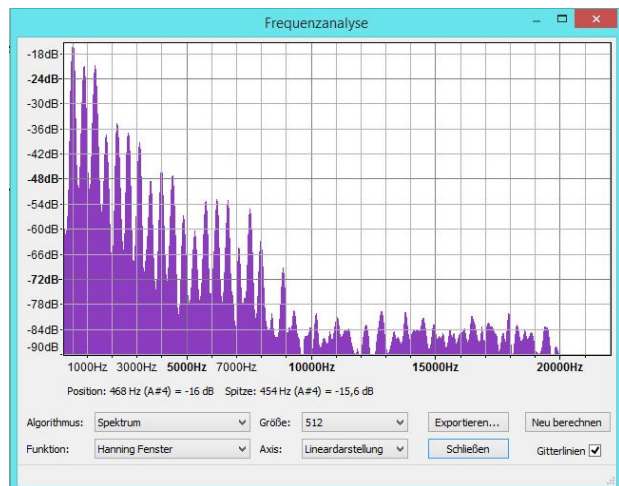 Frequenzanalyse
-18dB
-24dB
-30dB
-36dB
-42dB
-48dB
-54dB
-60dB
-66dB
-72dB
-78dB
-84dB
-90dB
1000Hz 3000Hz 5000Hz 7000Hz 10000Hz 15000Hz 20000Hz
Position: 468 Hz (A#4) = -16 dB Spitze: 454 Hz (A#4) = -15,6 dB
Algorithmus: Spektrum Größe: 512 Exportieren... Neu berechnen
Funktion: Hanning Fenster Axis: Lineardarstellung Schließen Gitterlinien